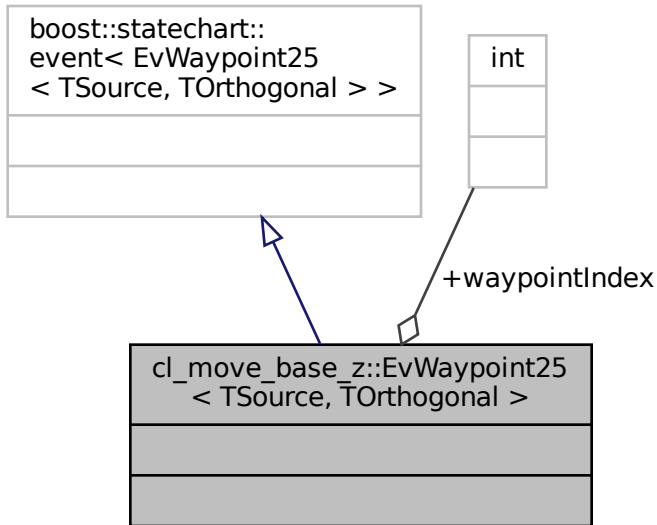 boost::statechart::
event< EvWaypoint25
< TSource, TOrthogonal > >
int
+waypointIndex
cl_move_base_z::EvWaypoint25
< TSource, TOrthogonal >